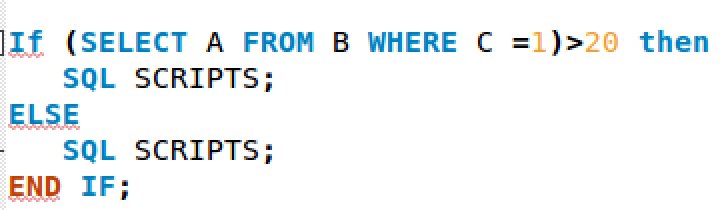 If (SELECT A FROM B WHERE C =1)>20 then
SQL SCRIPTS;
ELSE
SQL SCRIPTS;
END IF;